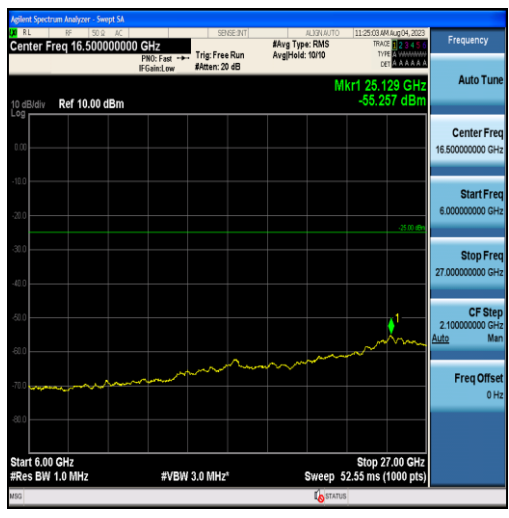 Agilent Spectrum Analyzer - Swept SA
RL RF 50 Ω AC SENSE:INT ALIGN AUTO 11:25:03 AM Aug 04, 2023
Center Freq 16.500000000 GHz
PNO: Fast
IFGain:Low
Trig: Free Run
#Atten: 20 dB
#Avg Type: RMS
Avg|Hold: 10/10
TRACE 1 2 3 4 5 6
TYPE A
DET A A A A A A
Frequency
Mkr1 25.129 GHz
-55.257 dBm
10 dB/div Ref 10.00 dBm
Log
0.00
-10.0
-20.0
-25.00 dBm
-30.0
-40.0
-50.0
-60.0
-70.0
-80.0
1
Start 6.00 GHz
Stop 27.00 GHz
#Res BW 1.0 MHz
#VBW 3.0 MHz*
Sweep 52.55 ms (1000 pts)
MSG
STATUS
Auto Tune
Center Freq
16.500000000 GHz
Start Freq
6.000000000 GHz
Stop Freq
27.000000000 GHz
CF Step
2.100000000 GHz
Auto Man
Freq Offset
0 Hz